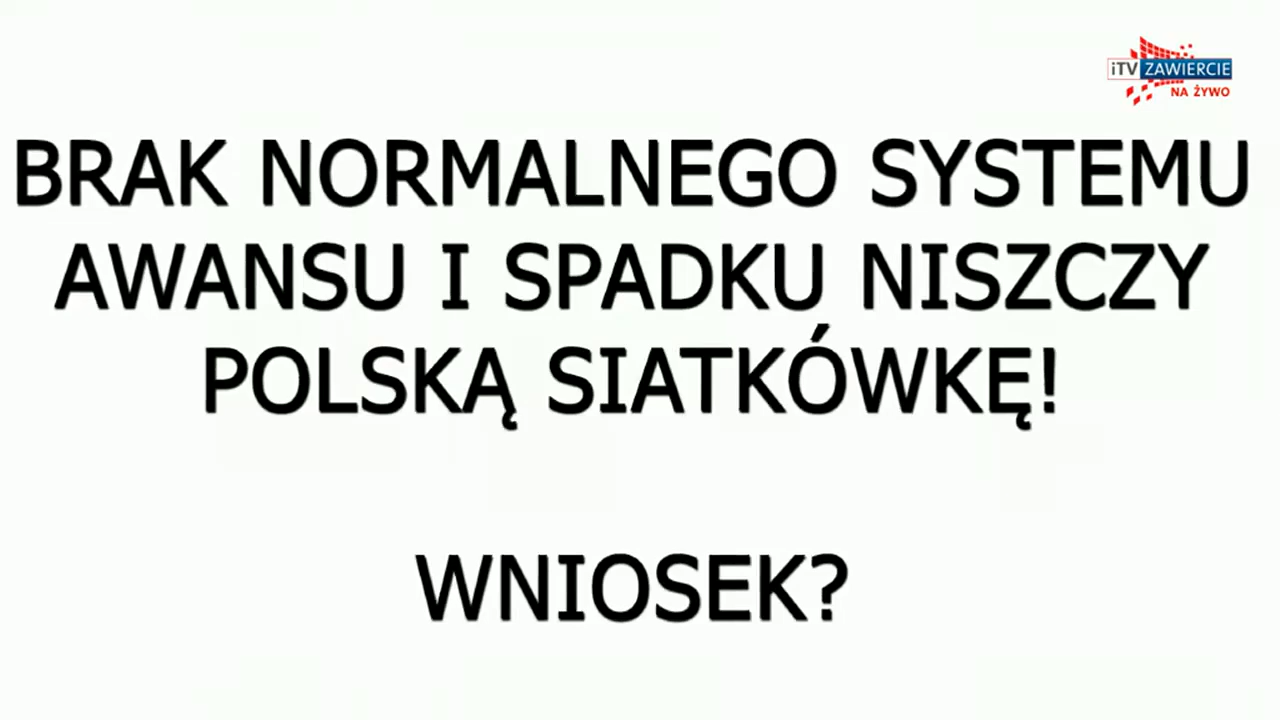 iTV ZAWIERCIE
NA ŻYWO
BRAK NORMALNEGO SYSTEMU
AWANSU I SPADKU NISZCZY
POLSKĄ SIATKÓWKĘ!
WNIOSEK?